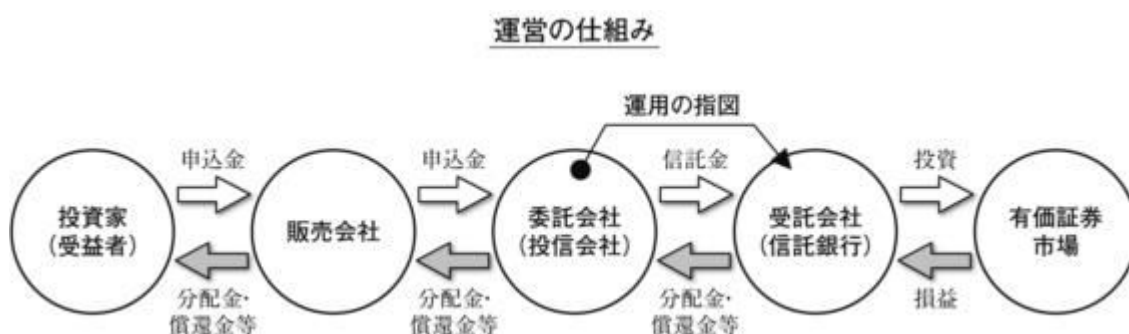 運営の仕組み
運用の指図
申込金
申込金
信託金
投資
投資家
(受益者)
販売会社
委託会社
(投信会社)
受託会社
(信託銀行)
有価証券
市場
分配金・
償還金等
分配金・
償還金等
分配金・
償還金等
損益